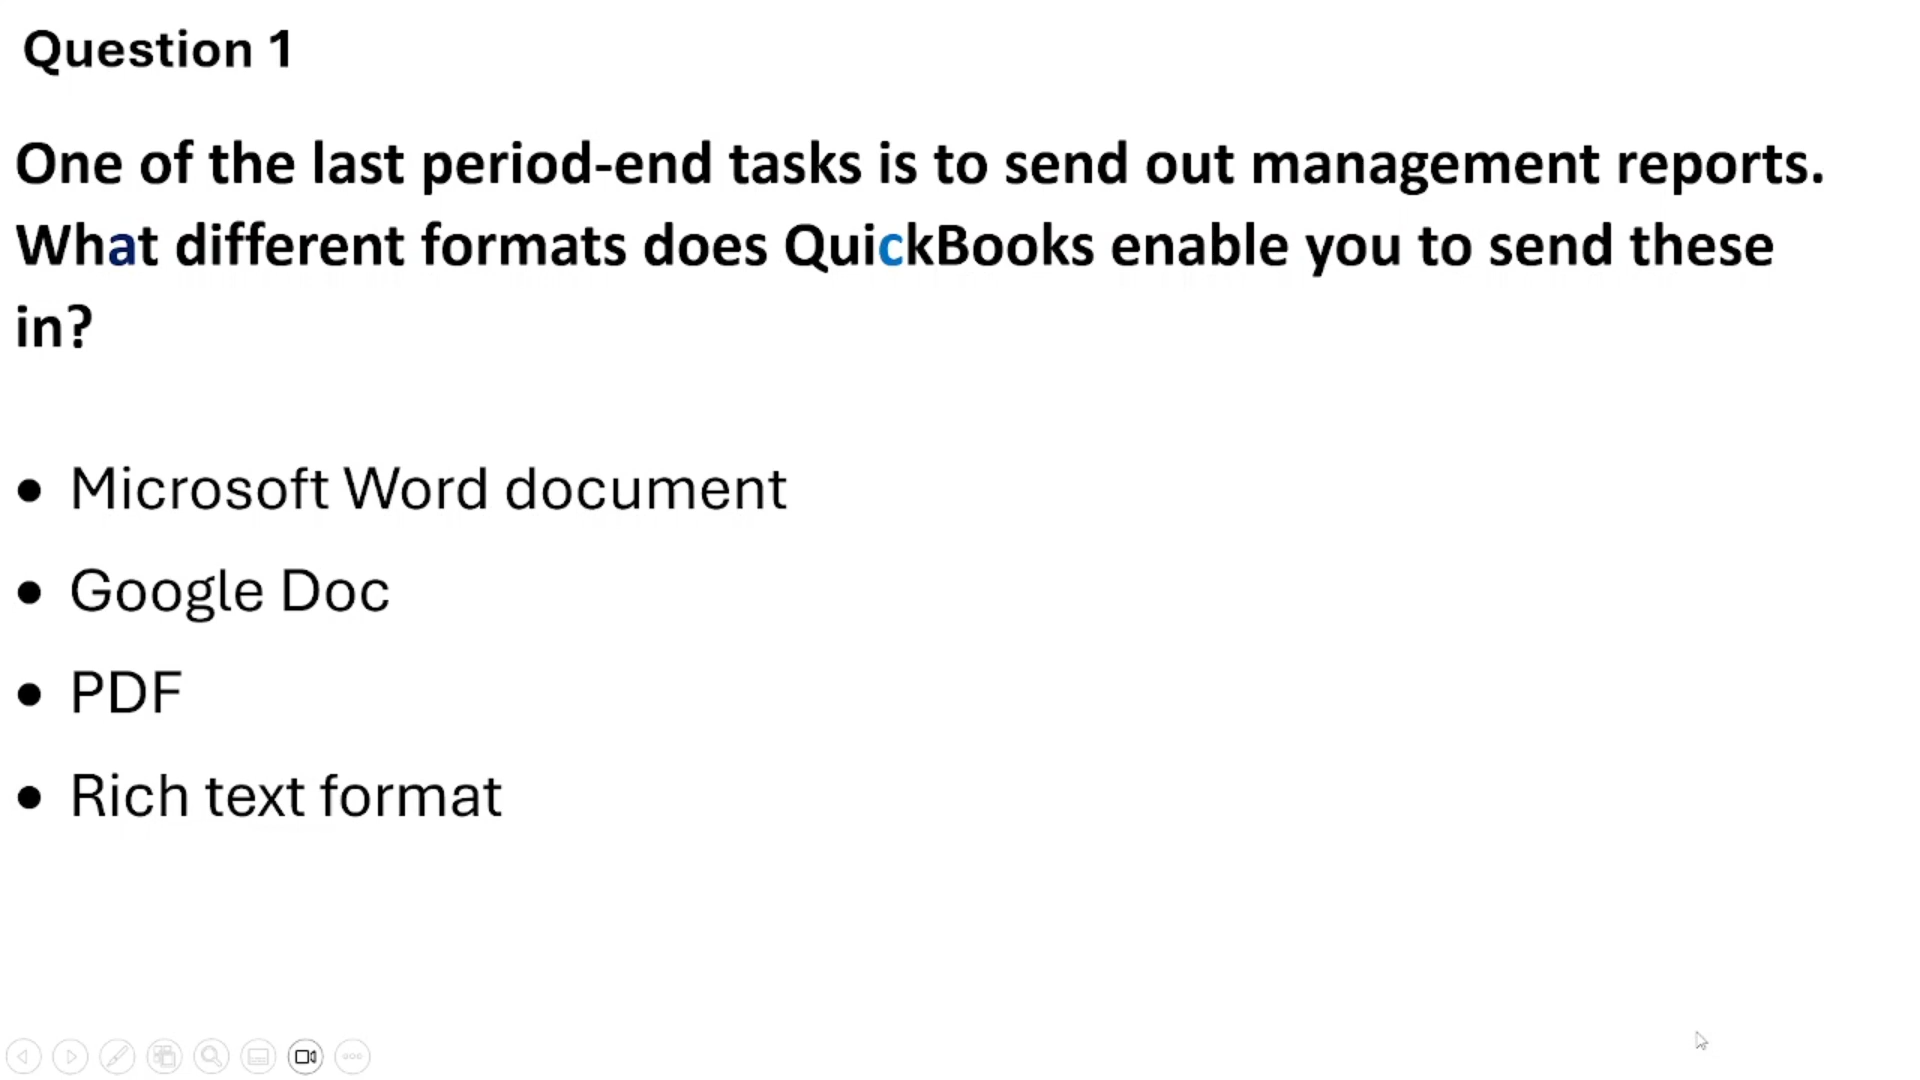 Question 1
One of the last period-end tasks is to send out management reports.
What different formats does QuickBooks enable you to send these
in?
• Microsoft Word document
• Google Doc
• PDF
• Rich text format